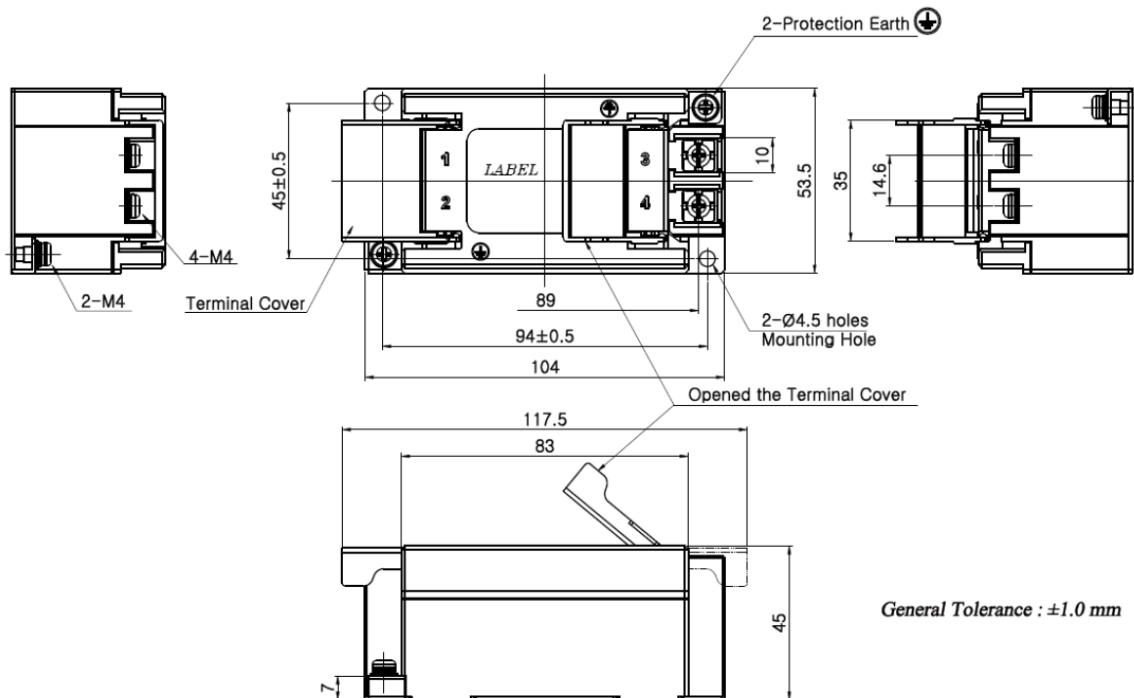 2-Protection Earth
1
LABEL
3
2
4
45±0.5
10
53.5
35
14.6
4-M4
2-M4
Terminal Cover
89
2-Ø4.5 holes
Mounting Hole
94±0.5
104
Opened the Terminal Cover
117.5
83
45
General Tolerance : ±1.0 mm
7